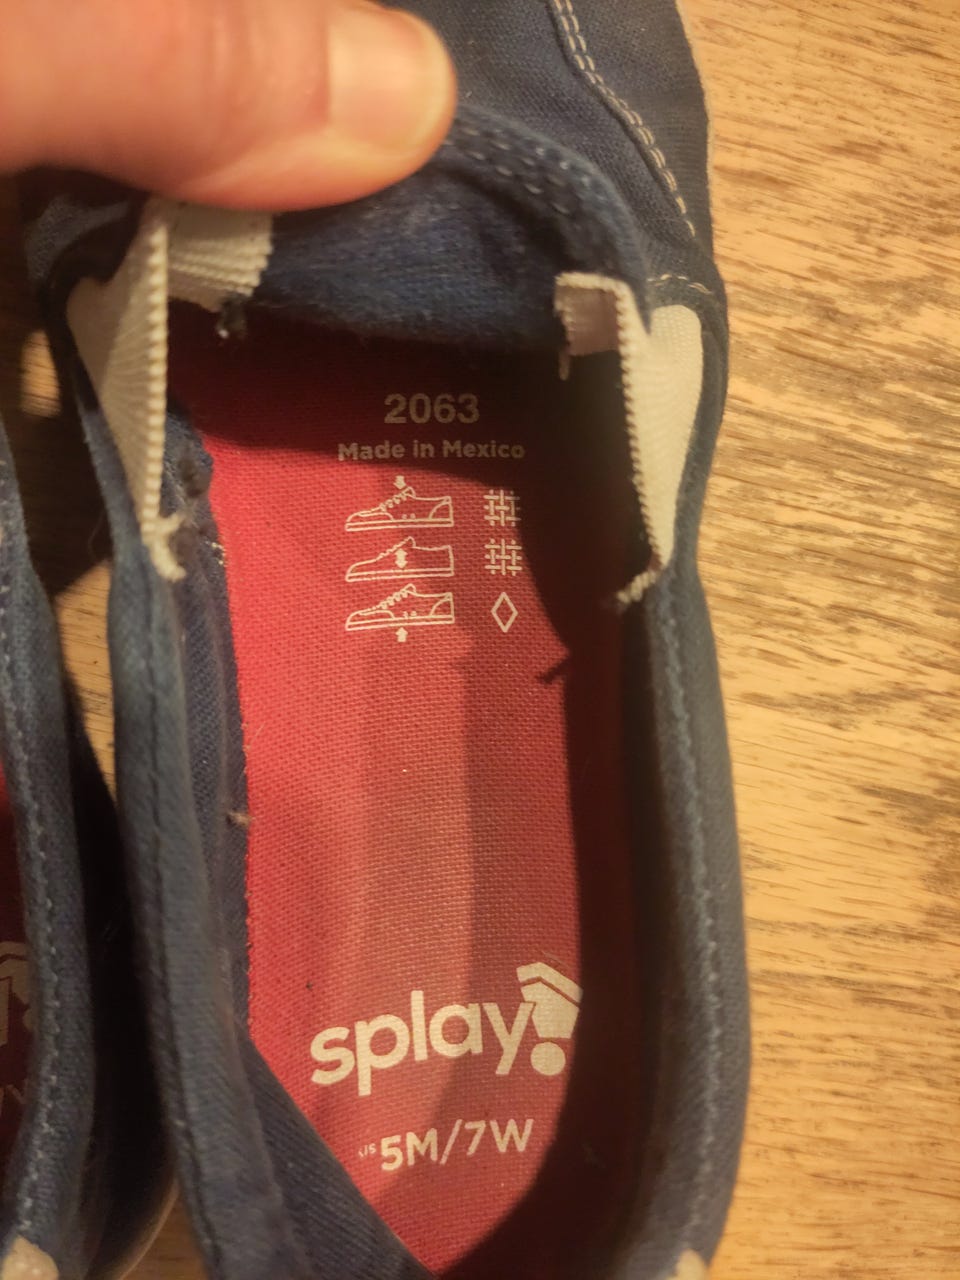 2063
Made in Mexico
splay
US 5M/7W